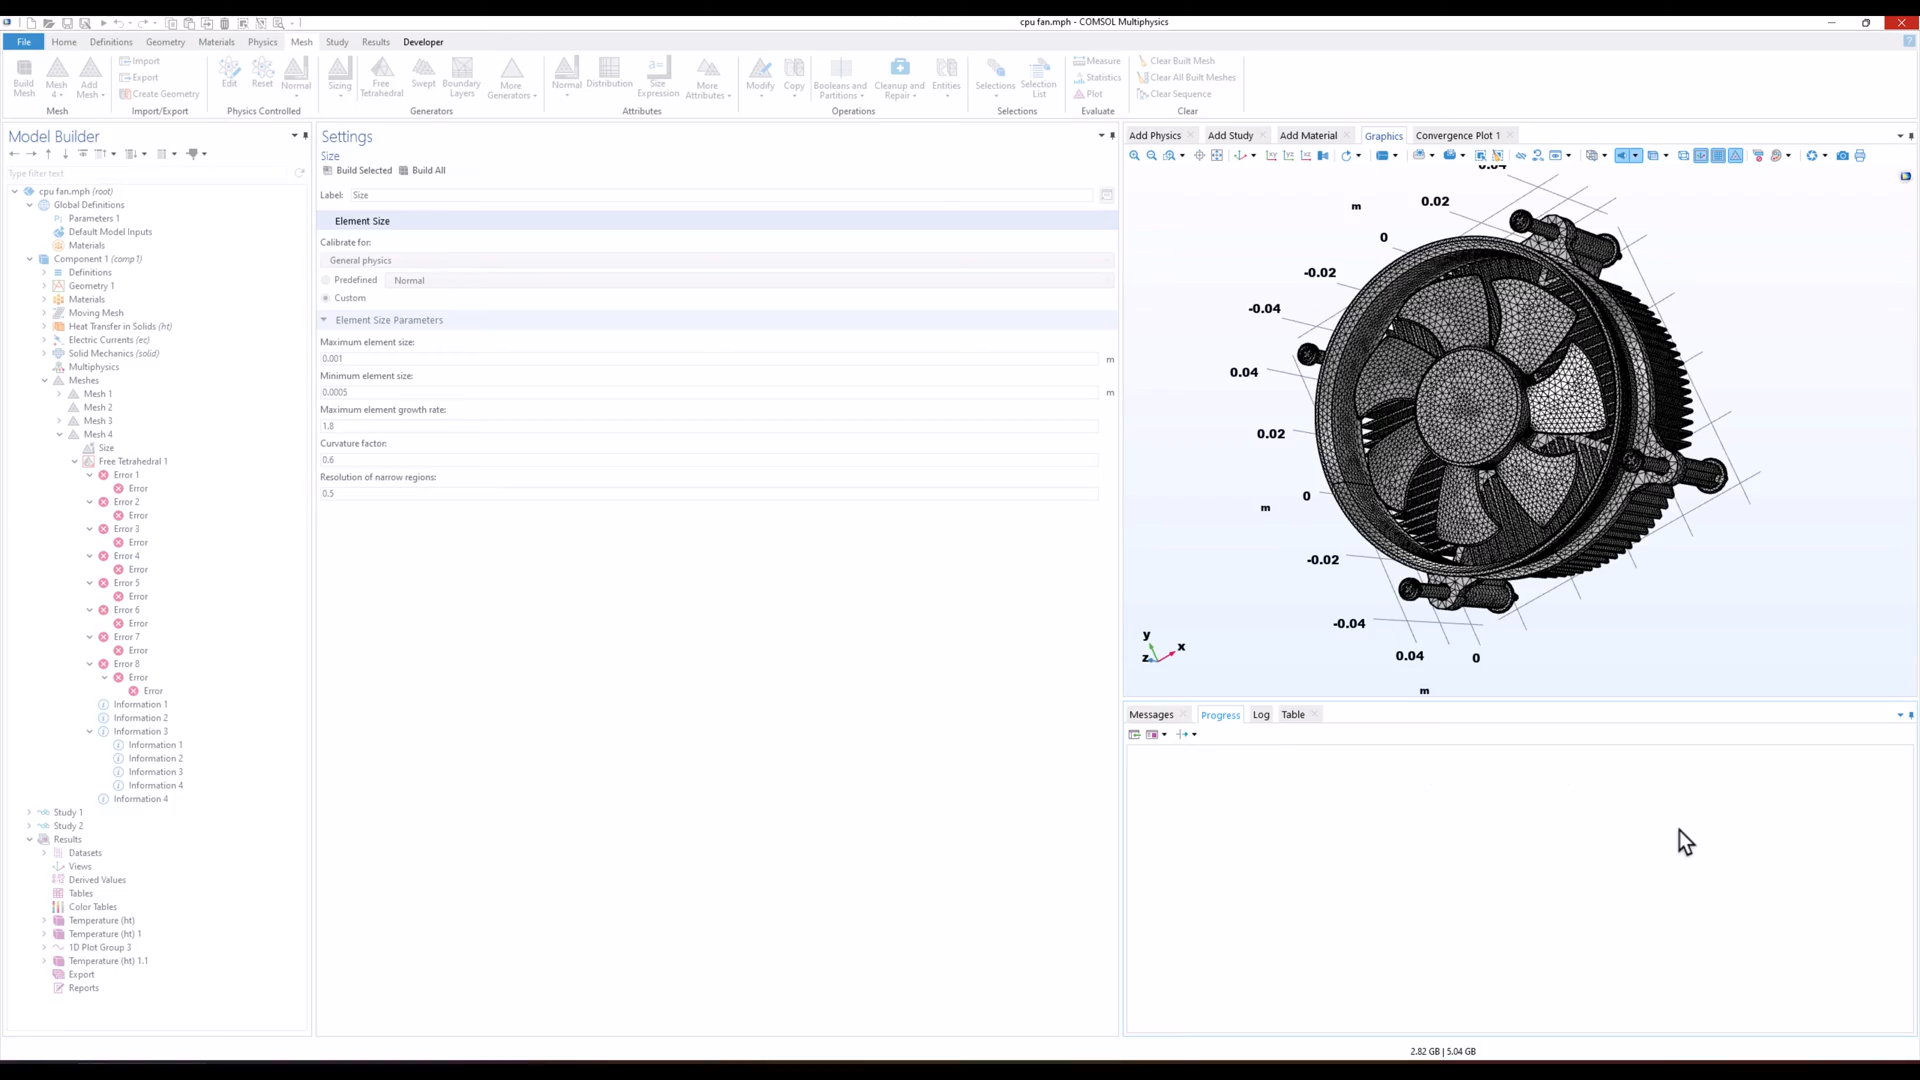 cpu fan.mph - COMSOL Multiphysics
File Home Definitions Geometry Materials Physics Mesh Study Results Developer
Build Mesh
Mesh 4
Add Mesh
Import
Export
Create Geometry
Edit
Reset
Normal
Sizing
Free Tetrahedral
Swept
Boundary Layers
More Generators
Normal
Distribution
Size Expression
More Attributes
Modify
Copy
Booleans and Partitions
Cleanup and Repair
Entities
Selections
Selection List
Measure
Statistics
Plot
Clear Built Mesh
Clear All Built Meshes
Clear Sequence
Mesh Import/Export Physics Controlled Generators Attributes Operations Selections Evaluate Clear
Model Builder
Type filter text
cpu fan.mph (root)
Global Definitions
Parameters 1
Default Model Inputs
Materials
Component 1 (comp1)
Definitions
Geometry 1
Materials
Moving Mesh
Heat Transfer in Solids (ht)
Electric Currents (ec)
Solid Mechanics (solid)
Multiphysics
Meshes
Mesh 1
Mesh 2
Mesh 3
Mesh 4
Size
Free Tetrahedral 1
Error 1
Error
Error 2
Error
Error 3
Error
Error 4
Error
Error 5
Error
Error 6
Error
Error 7
Error
Error 8
Error
Error
Information 1
Information 2
Information 3
Information 1
Information 2
Information 3
Information 4
Information 4
Study 1
Study 2
Results
Datasets
Views
Derived Values
Tables
Color Tables
Temperature (ht)
Temperature (ht) 1
1D Plot Group 3
Temperature (ht) 1.1
Export
Reports
Settings
Size
Build Selected Build All
Label: Size
Element Size
Calibrate for:
General physics
Predefined Normal
Custom
Element Size Parameters
Maximum element size:
0.001 m
Minimum element size:
0.0005 m
Maximum element growth rate:
1.8
Curvature factor:
0.6
Resolution of narrow regions:
0.5
Add Physics Add Study Add Material Graphics Convergence Plot 1
m
0.02
0
-0.02
-0.04
0.04
0.02
0
m
-0.02
-0.04
0.04 0
m
y
x
z
Messages Progress Log Table
2.82 GB | 5.04 GB